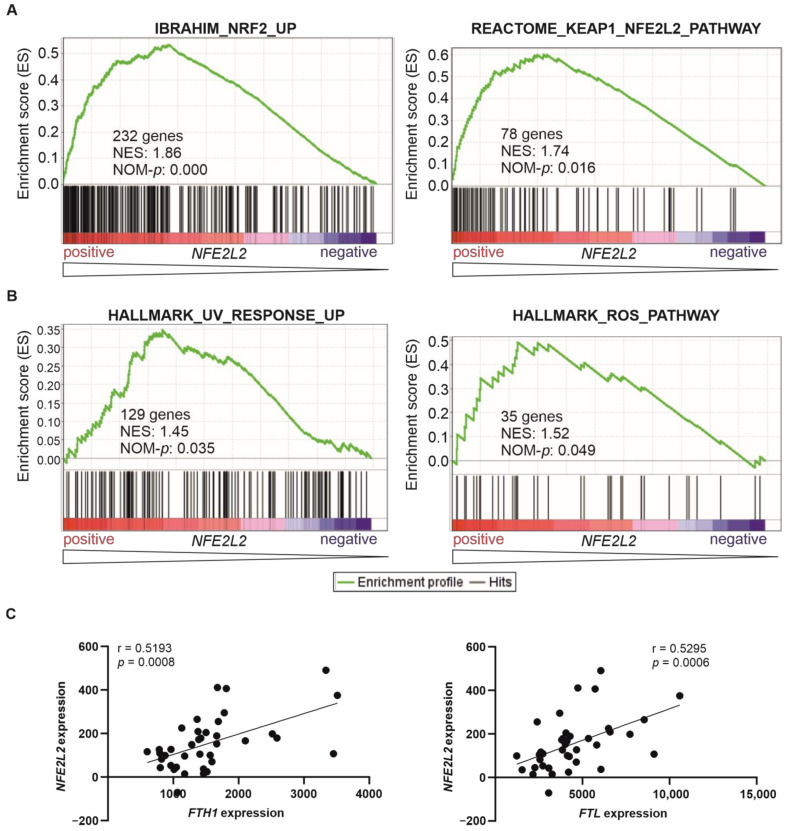 A
IBRAHIM_NRF2_UP
Enrichment score (ES)
0.5
0.4
0.3
0.2
0.1
0.0
232 genes
NES: 1.86
NOM-p: 0.000
positive
NFE2L2
negative
REACTOME_KEAP1_NFE2L2_PATHWAY
Enrichment score (ES)
0.6
0.5
0.4
0.3
0.2
0.1
0.0
78 genes
NES: 1.74
NOM-p: 0.016
positive
NFE2L2
negative
B
HALLMARK_UV_RESPONSE_UP
Enrichment score (ES)
0.35
0.30
0.25
0.20
0.15
0.10
0.05
0.00
129 genes
NES: 1.45
NOM-p: 0.035
positive
NFE2L2
negative
HALLMARK_ROS_PATHWAY
Enrichment score (ES)
0.5
0.4
0.3
0.2
0.1
0.0
35 genes
NES: 1.52
NOM-p: 0.049
positive
NFE2L2
negative
Enrichment profile
Hits
C
NFE2L2 expression
600
400
200
0
−200
r = 0.5193
p = 0.0008
1000
2000
3000
4000
FTH1 expression
NFE2L2 expression
600
400
200
0
−200
r = 0.5295
p = 0.0006
5000
10,000
15,000
FTL expression